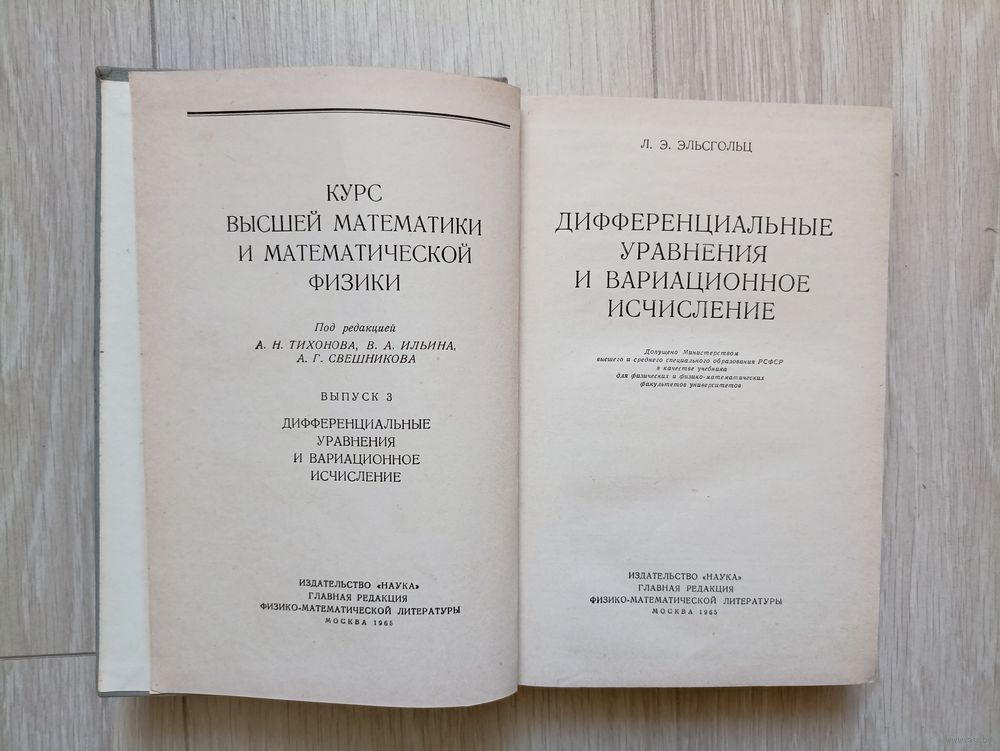 КУРС
ВЫСШЕЙ МАТЕМАТИКИ
И МАТЕМАТИЧЕСКОЙ
ФИЗИКИ
Под редакцией
А. Н. ТИХОНОВА, В. А. ИЛЬИНА,
А. Г. СВЕШНИКОВА
ВЫПУСК 3
ДИФФЕРЕНЦИАЛЬНЫЕ
УРАВНЕНИЯ
И ВАРИАЦИОННОЕ
ИСЧИСЛЕНИЕ
ИЗДАТЕЛЬСТВО «НАУКА»
ГЛАВНАЯ РЕДАКЦИЯ
ФИЗИКО-МАТЕМАТИЧЕСКОЙ ЛИТЕРАТУРЫ
МОСКВА 1965
Л. Э. ЭЛЬСГОЛЬЦ
ДИФФЕРЕНЦИАЛЬНЫЕ
УРАВНЕНИЯ
И ВАРИАЦИОННОЕ
ИСЧИСЛЕНИЕ
Допущено Министерством
высшего и среднего специального образования РСФСР
в качестве учебника
для физических и физико-математических
факультетов университетов
ИЗДАТЕЛЬСТВО «НАУКА»
ГЛАВНАЯ РЕДАКЦИЯ
ФИЗИКО-МАТЕМАТИЧЕСКОЙ ЛИТЕРАТУРЫ
МОСКВА 1965